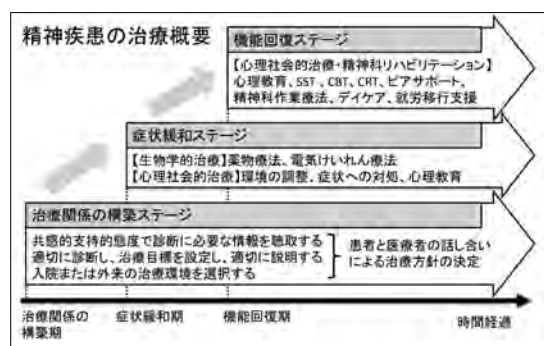 精神疾患の治療概要
機能回復ステージ
【心理社会的治療・精神科リハビリテーション】
心理教育、SST、CBT、CRT、ピアサポート、
精神科作業療法、デイケア、就労移行支援
症状緩和ステージ
【生物学的治療】薬物療法、電気けいれん療法
【心理社会的治療】環境の調整、症状への対処、心理教育
治療関係の構築ステージ
共感的支持的態度で診断に必要な情報を聴取する
適切に診断し、治療目標を設定し、適切に説明する
入院または外来の治療環境を選択する
患者と医療者の話し合い
による治療方針の決定
治療関係の
構築期
症状緩和期
機能回復期
時間経過